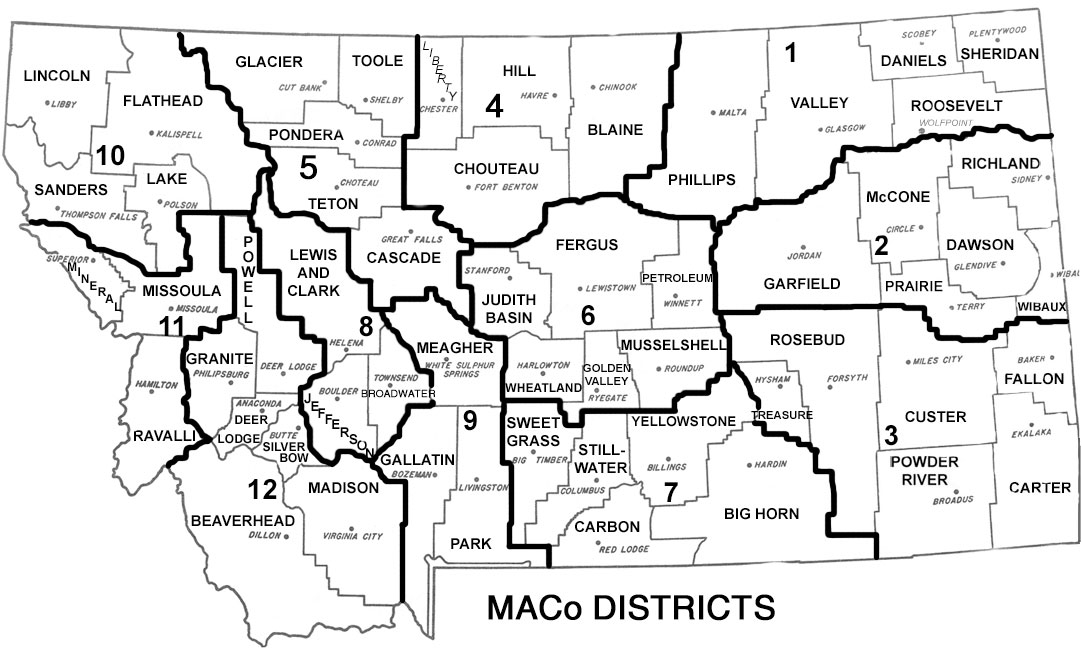 LINCOLN
LIBBY
FLATHEAD
KALISPELL
10
SANDERS
THOMPSON FALLS
LAKE
POLSON
GLACIER
CUT BANK
TOOLE
SHELBY
PONDERA
CONRAD
5
CHOTEAU
TETON
LIBERTY
CHESTER
HILL
HAVRE
4
CHINOOK
BLAINE
CHOUTEAU
FORT BENTON
1
MALTA
PHILLIPS
VALLEY
GLASGOW
SCOBEY
DANIELS
PLENTYWOOD
SHERIDAN
ROOSEVELT
WOLFPOINT
RICHLAND
SIDNEY
McCONE
CIRCLE
2
DAWSON
GLENDIVE
JORDAN
GARFIELD
PRAIRIE
TERRY
WIBAUX
SUPERIOR
MINERAL
MISSOULA
MISSOULA
11
POWELL
LEWIS
AND
CLARK
GREAT FALLS
CASCADE
8
HELENA
STANFORD
JUDITH
BASIN
FERGUS
LEWISTOWN
6
PETROLEUM
WINNETT
MUSSELSHELL
ROUNDUP
GOLDEN
VALLEY
RYEGATE
HARLOWTON
WHEATLAND
MEAGHER
WHITE SULPHUR
SPRINGS
TOWNSEND
BROADWATER
BOULDER
JEFFERSON
GRANITE
PHILIPSBURG
DEER LODGE
ANACONDA
DEER
LODGE
BUTTE
SILVER
BOW
HAMILTON
RAVALLI
12
BEAVERHEAD
DILLON
MADISON
VIRGINIA CITY
GALLATIN
BOZEMAN
9
LIVINGSTON
PARK
SWEET
GRASS
BIG TIMBER
STILL-
WATER
COLUMBUS
CARBON
RED LODGE
YELLOWSTONE
BILLINGS
7
HARDIN
BIG HORN
HYSHAM
TREASURE
ROSEBUD
FORSYTH
MILES CITY
CUSTER
3
POWDER
RIVER
BROADUS
BAKER
FALLON
EKALAKA
CARTER
MACo DISTRICTS